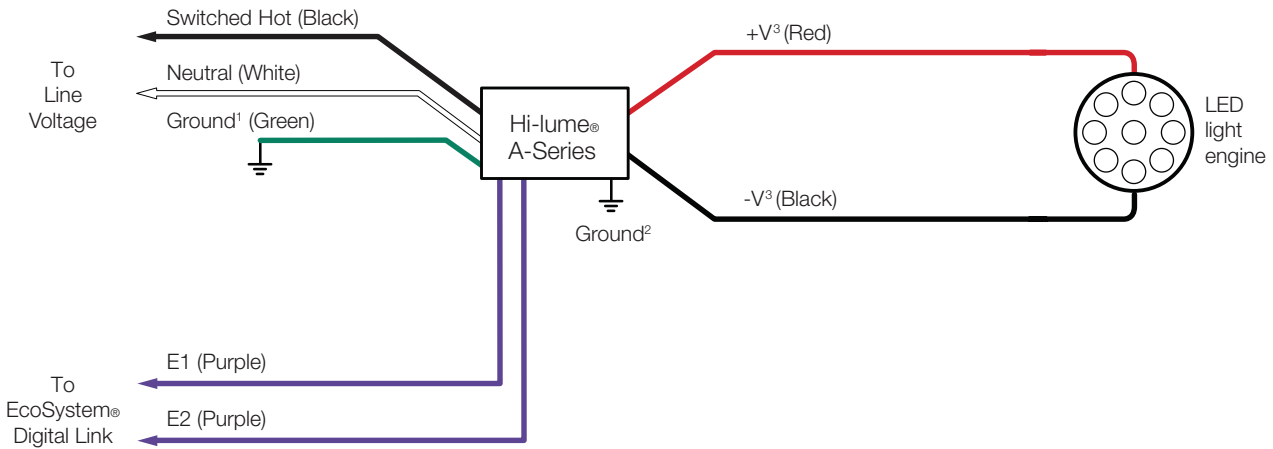 Switched Hot (Black)
To
Line
Voltage
Neutral (White)
Ground¹ (Green)
Hi-lume®
A-Series
Ground²
+V³ (Red)
-V³ (Black)
LED
light
engine
To
EcoSystem®
Digital Link
E1 (Purple)
E2 (Purple)